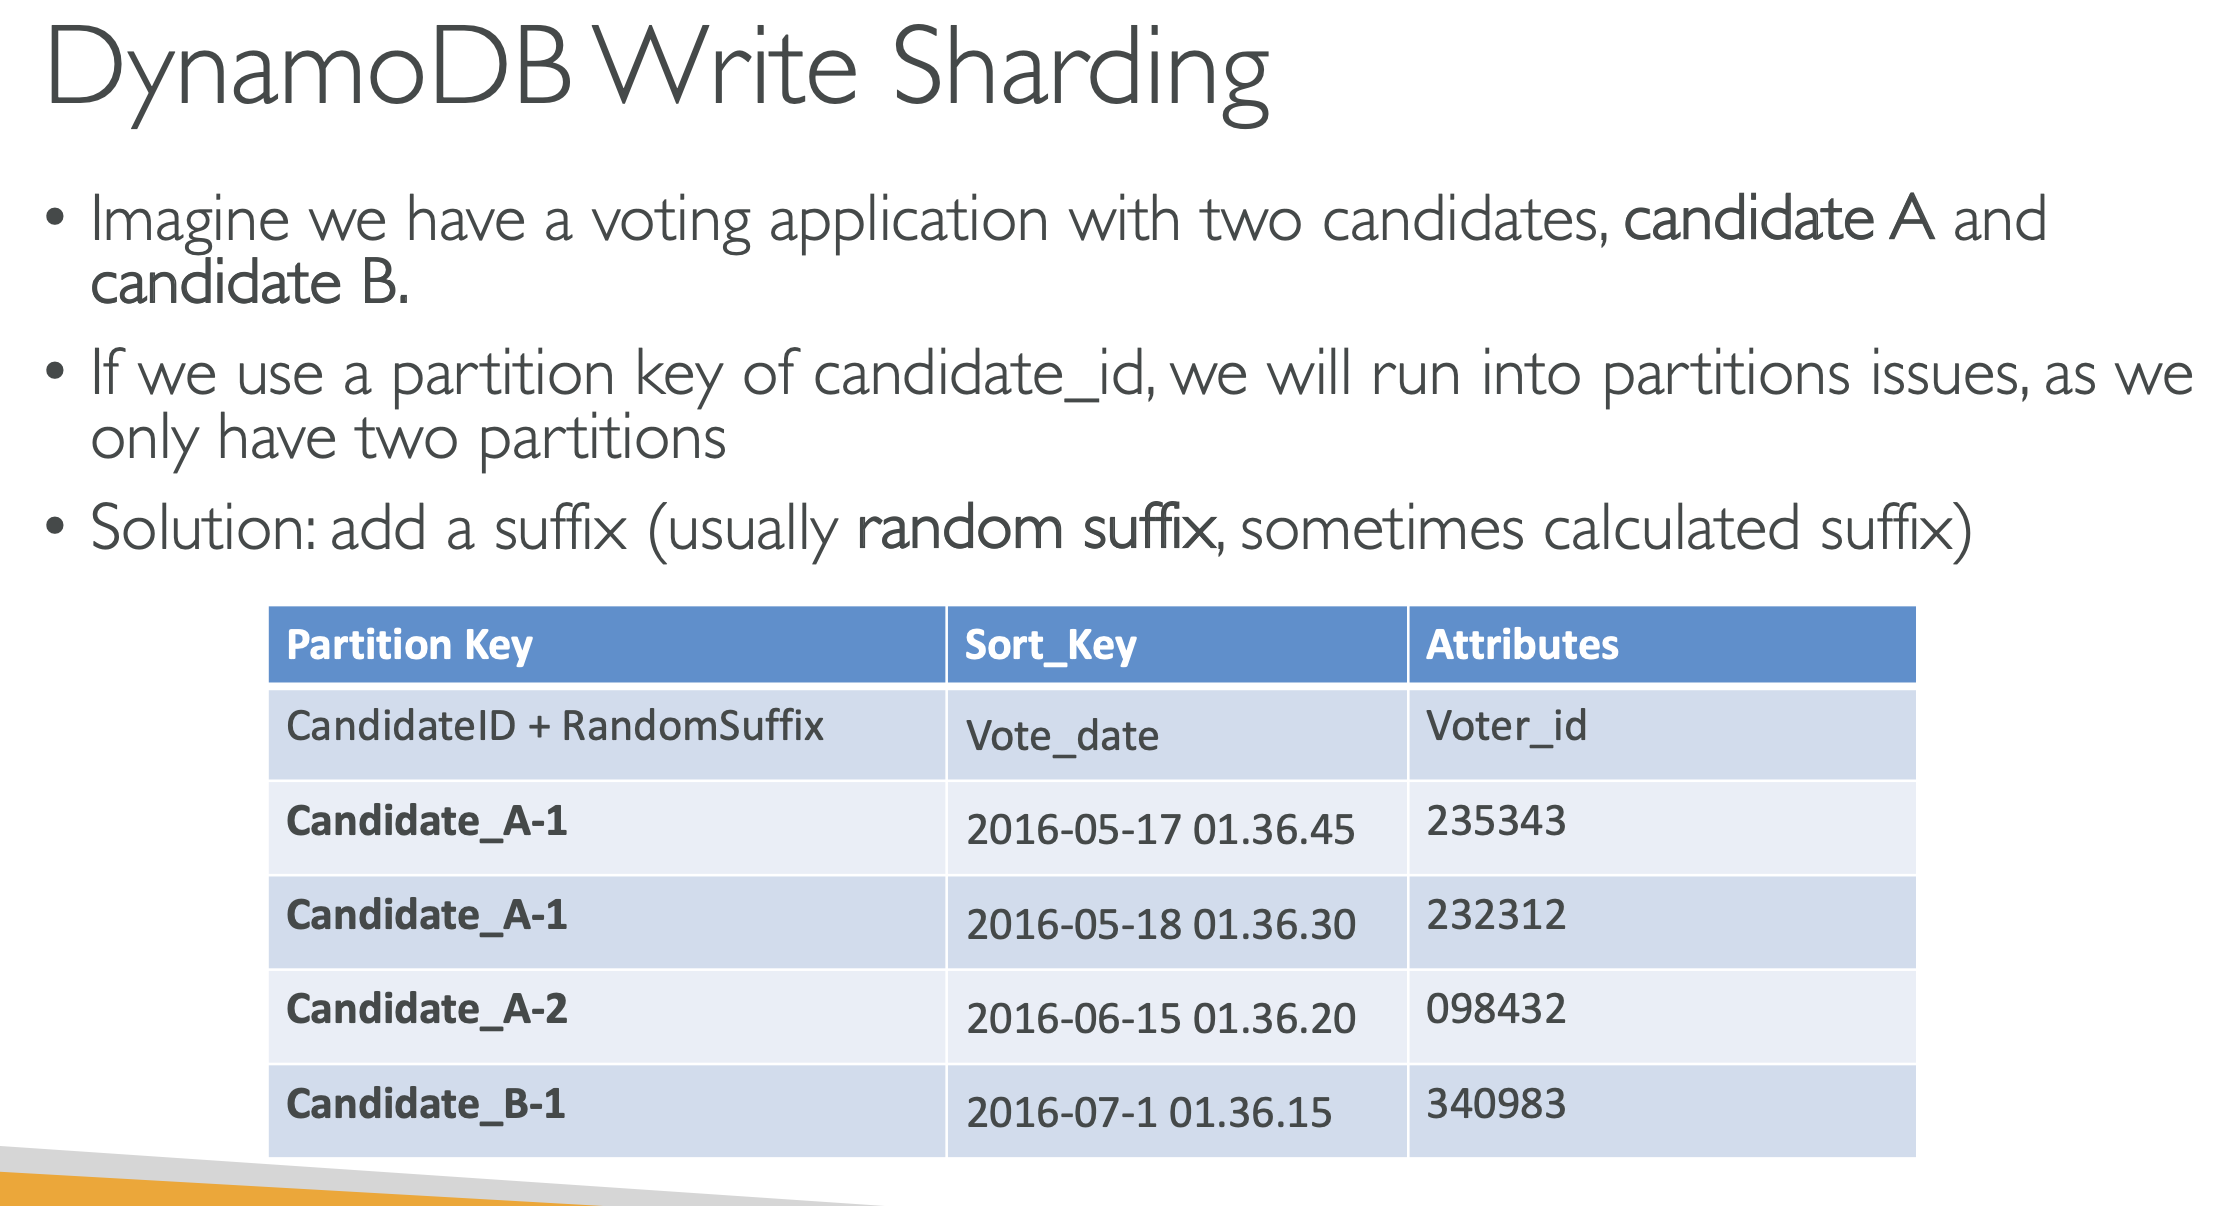 DynamoDB Write Sharding
• Imagine we have a voting application with two candidates, candidate A and
candidate B.
• If we use a partition key of candidate_id, we will run into partitions issues, as we
only have two partitions
• Solution: add a suffix (usually random suffix, sometimes calculated suffix)
Partition Key Sort_Key Attributes
CandidateID + RandomSuffix Vote_date Voter_id
Candidate_A-1 2016-05-17 01.36.45 235343
Candidate_A-1 2016-05-18 01.36.30 232312
Candidate_A-2 2016-06-15 01.36.20 098432
Candidate_B-1 2016-07-1 01.36.15 340983